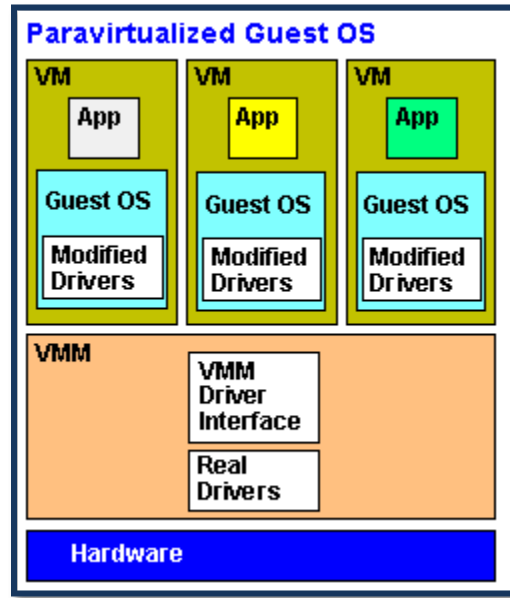 Paravirtualized Guest OS
VM
VM
VM
App
App
App
Guest OS
Guest OS
Guest OS
Modified
Drivers
Modified
Drivers
Modified
Drivers
VMM
VMM
Driver
Interface
Real
Drivers
Hardware